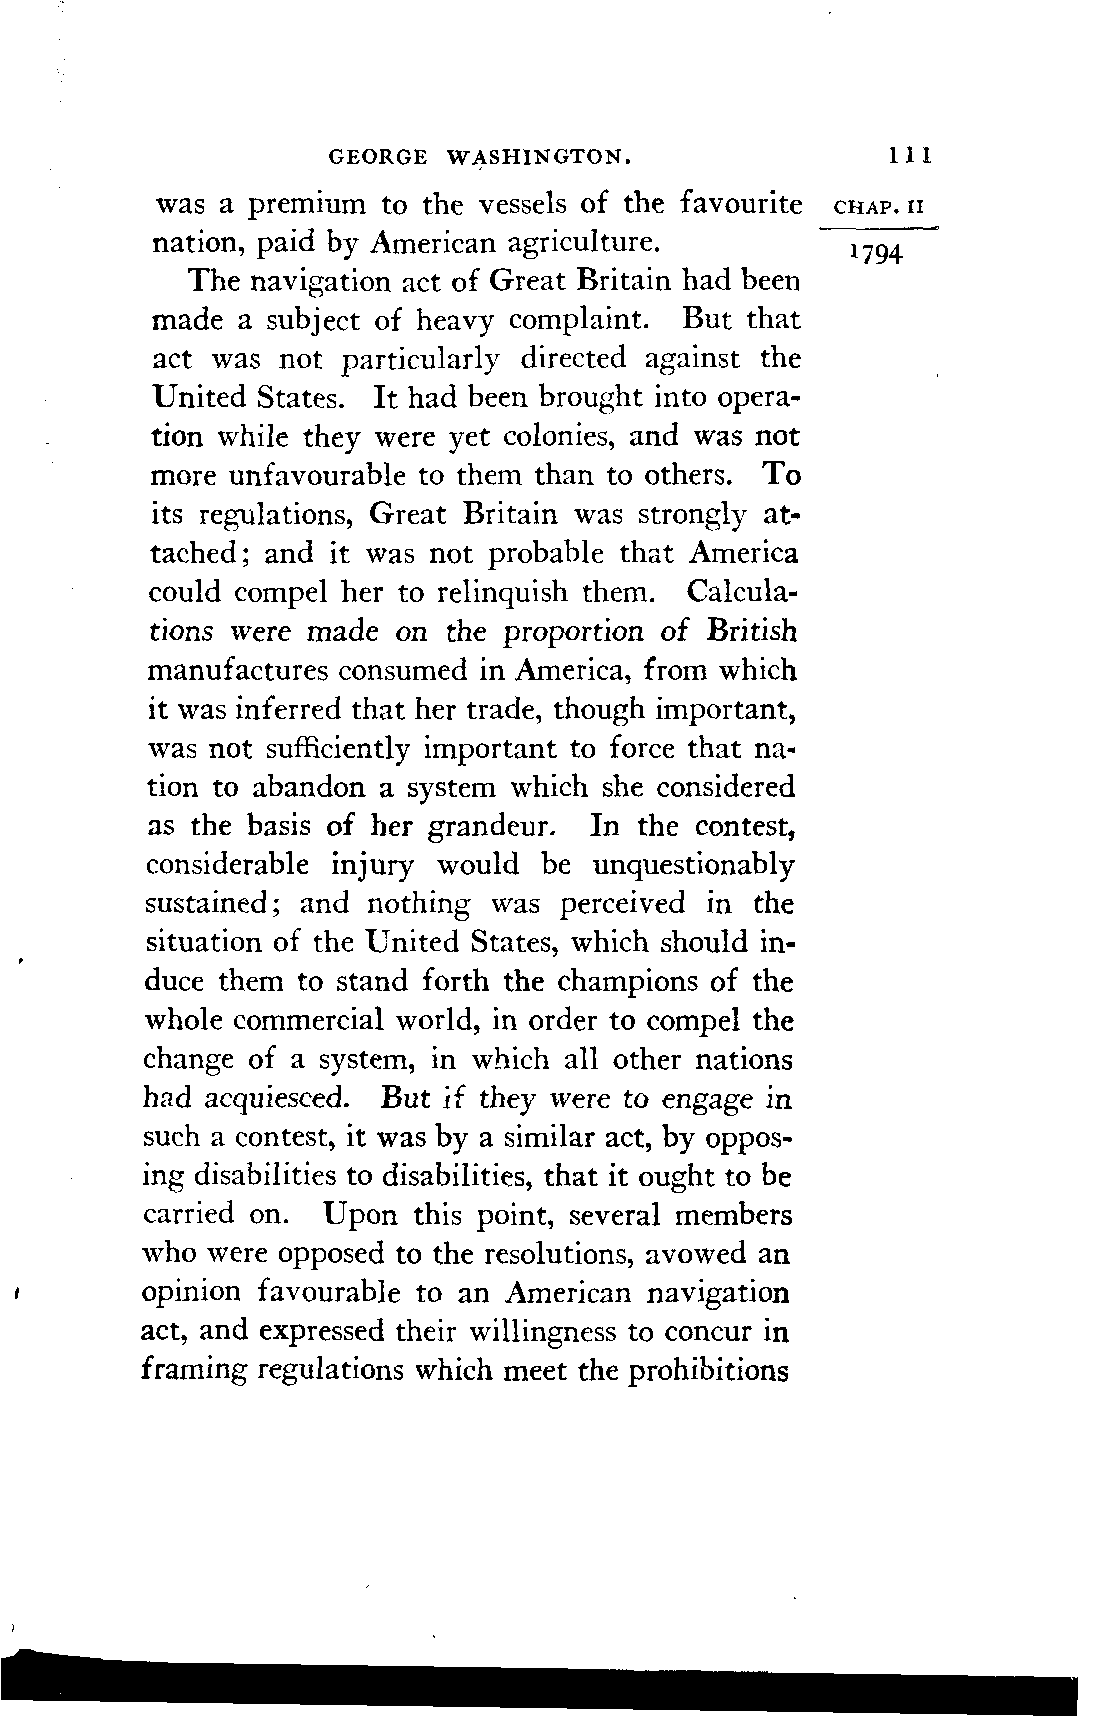 GEORGE WASHINGTON. 111
was a premium to the vessels of the favourite CHAP. II
nation, paid by American agriculture. 1794
The navigation act of Great Britain had been
made a subject of heavy complaint. But that
act was not particularly directed against the
United States. It had been brought into opera-
tion while they were yet colonies, and was not
more unfavourable to them than to others. To
its regulations, Great Britain was strongly at-
tached; and it was not probable that America
could compel her to relinquish them. Calcula-
tions were made on the proportion of British
manufactures consumed in America, from which
it was inferred that her trade, though important,
was not sufficiently important to force that na-
tion to abandon a system which she considered
as the basis of her grandeur. In the contest,
considerable injury would be unquestionably
sustained; and nothing was perceived in the
situation of the United States, which should in-
duce them to stand forth the champions of the
whole commercial world, in order to compel the
change of a system, in which all other nations
had acquiesced. But if they were to engage in
such a contest, it was by a similar act, by oppos-
ing disabilities to disabilities, that it ought to be
carried on. Upon this point, several members
who were opposed to the resolutions, avowed an
opinion favourable to an American navigation
act, and expressed their willingness to concur in
framing regulations which meet the prohibitions